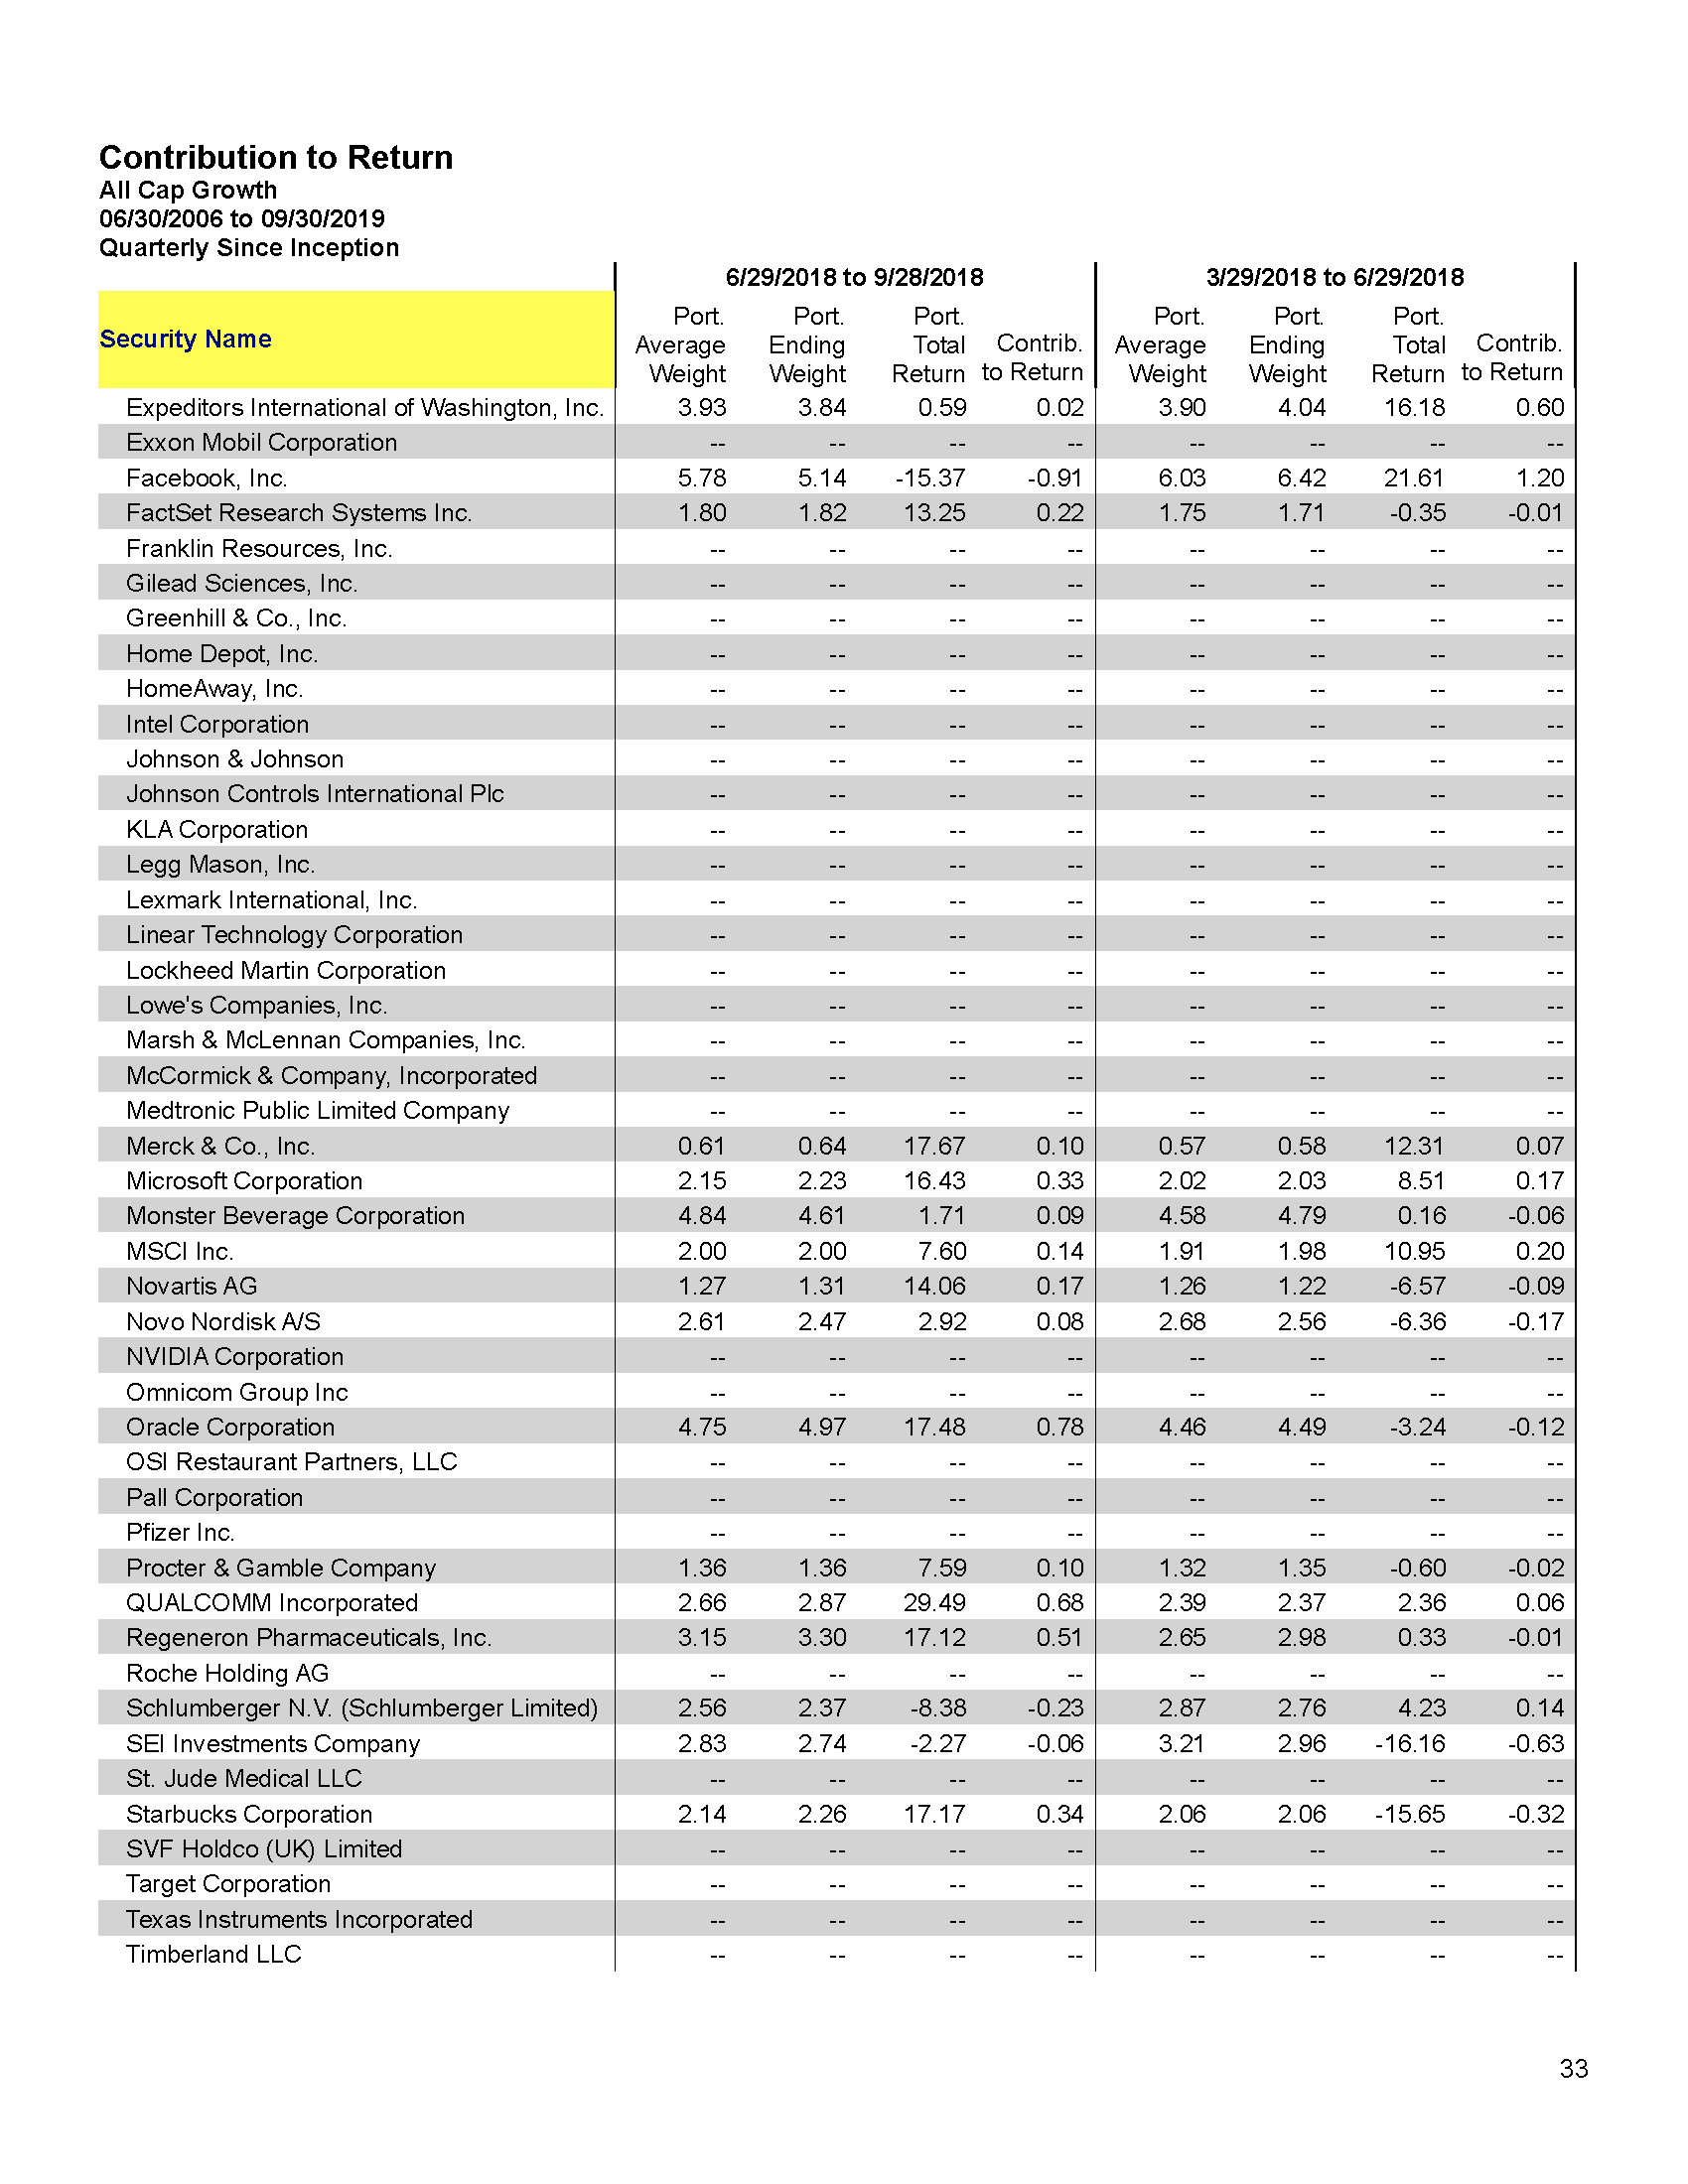 Contribution to Return
All Cap Growth
06/30/2006 to 09/30/2019
Quarterly Since Inception
6/29/2018 to 9/28/2018 3/29/2018 to 6/29/2018
Security Name Port. Average Weight Port. Ending Weight Port. Total Return Contrib. to Return Port. Average Weight Port. Ending Weight Port. Total Return Contrib. to Return
Expeditors International of Washington, Inc. 3.93 3.84 0.59 0.02 3.90 4.04 16.18 0.60
Exxon Mobil Corporation -- -- -- -- -- -- -- --
Facebook, Inc. 5.78 5.14 -15.37 -0.91 6.03 6.42 21.61 1.20
FactSet Research Systems Inc. 1.80 1.82 13.25 0.22 1.75 1.71 -0.35 -0.01
Franklin Resources, Inc. -- -- -- -- -- -- -- --
Gilead Sciences, Inc. -- -- -- -- -- -- -- --
Greenhill & Co., Inc. -- -- -- -- -- -- -- --
Home Depot, Inc. -- -- -- -- -- -- -- --
HomeAway, Inc. -- -- -- -- -- -- -- --
Intel Corporation -- -- -- -- -- -- -- --
Johnson & Johnson -- -- -- -- -- -- -- --
Johnson Controls International Plc -- -- -- -- -- -- -- --
KLA Corporation -- -- -- -- -- -- -- --
Legg Mason, Inc. -- -- -- -- -- -- -- --
Lexmark International, Inc. -- -- -- -- -- -- -- --
Linear Technology Corporation -- -- -- -- -- -- -- --
Lockheed Martin Corporation -- -- -- -- -- -- -- --
Lowe's Companies, Inc. -- -- -- -- -- -- -- --
Marsh & McLennan Companies, Inc. -- -- -- -- -- -- -- --
McCormick & Company, Incorporated -- -- -- -- -- -- -- --
Medtronic Public Limited Company -- -- -- -- -- -- -- --
Merck & Co., Inc. 0.61 0.64 17.67 0.10 0.57 0.58 12.31 0.07
Microsoft Corporation 2.15 2.23 16.43 0.33 2.02 2.03 8.51 0.17
Monster Beverage Corporation 4.84 4.61 1.71 0.09 4.58 4.79 0.16 -0.06
MSCI Inc. 2.00 2.00 7.60 0.14 1.91 1.98 10.95 0.20
Novartis AG 1.27 1.31 14.06 0.17 1.26 1.22 -6.57 -0.09
Novo Nordisk A/S 2.61 2.47 2.92 0.08 2.68 2.56 -6.36 -0.17
NVIDIA Corporation -- -- -- -- -- -- -- --
Omnicom Group Inc -- -- -- -- -- -- -- --
Oracle Corporation 4.75 4.97 17.48 0.78 4.46 4.49 -3.24 -0.12
OSI Restaurant Partners, LLC -- -- -- -- -- -- -- --
Pall Corporation -- -- -- -- -- -- -- --
Pfizer Inc. -- -- -- -- -- -- -- --
Procter & Gamble Company 1.36 1.36 7.59 0.10 1.32 1.35 -0.60 -0.02
QUALCOMM Incorporated 2.66 2.87 29.49 0.68 2.39 2.37 2.36 0.06
Regeneron Pharmaceuticals, Inc. 3.15 3.30 17.12 0.51 2.65 2.98 0.33 -0.01
Roche Holding AG -- -- -- -- -- -- -- --
Schlumberger N.V. (Schlumberger Limited) 2.56 2.37 -8.38 -0.23 2.87 2.76 4.23 0.14
SEI Investments Company 2.83 2.74 -2.27 -0.06 3.21 2.96 -16.16 -0.63
St. Jude Medical LLC -- -- -- -- -- -- -- --
Starbucks Corporation 2.14 2.26 17.17 0.34 2.06 2.06 -15.65 -0.32
SVF Holdco (UK) Limited -- -- -- -- -- -- -- --
Target Corporation -- -- -- -- -- -- -- --
Texas Instruments Incorporated -- -- -- -- -- -- -- --
Timberland LLC -- -- -- -- -- -- -- --
33